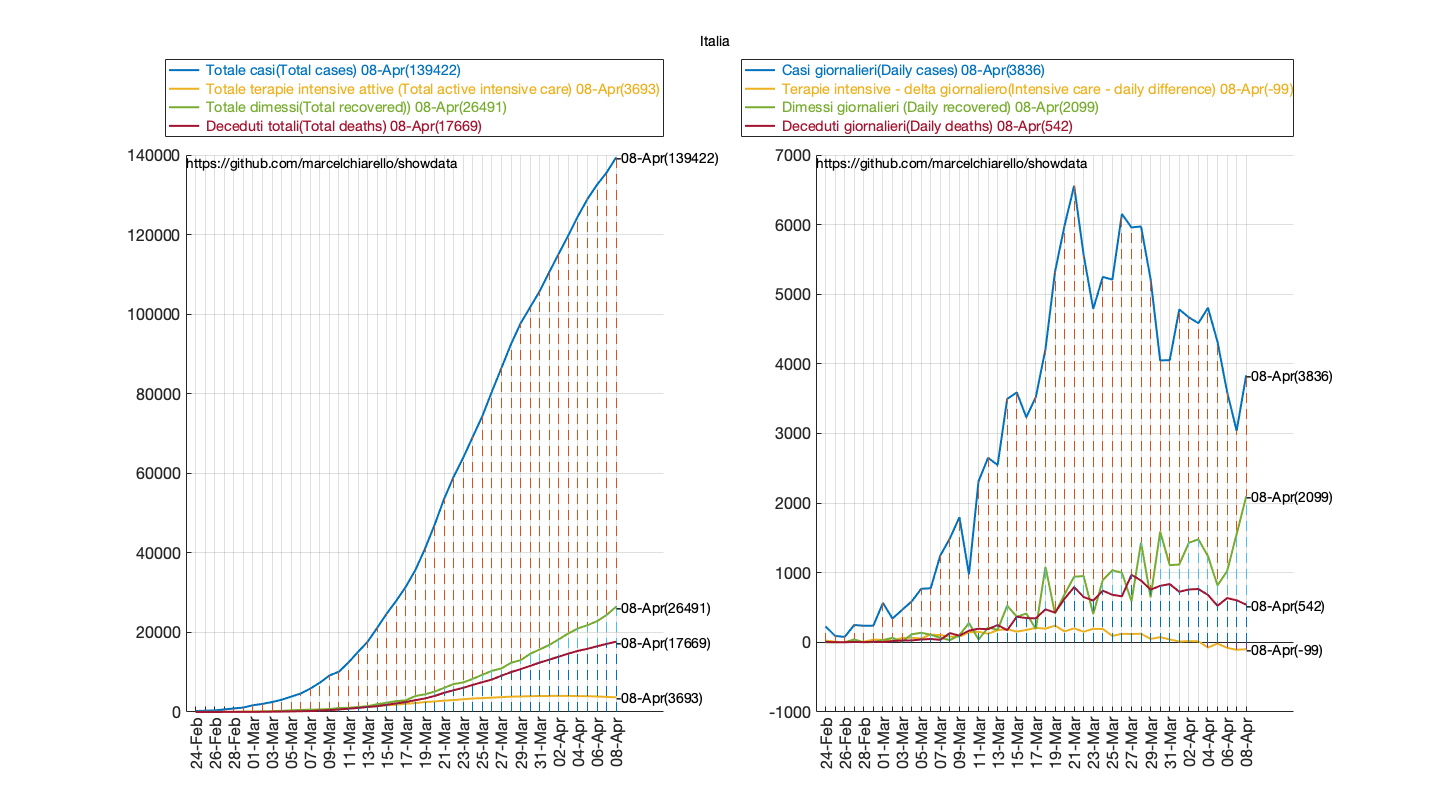 Italia
Totale casi(Total cases) 08-Apr(139422)
Totale terapie intensive attive (Total active intensive care) 08-Apr(3693)
Totale dimessi(Total recovered)) 08-Apr(26491)
Deceduti totali(Total deaths) 08-Apr(17669)
https://github.com/marcelchiarello/showdata
140000
120000
100000
80000
60000
40000
20000
0
08-Apr(139422)
08-Apr(26491)
08-Apr(17669)
08-Apr(3693)
24-Feb
26-Feb
28-Feb
01-Mar
03-Mar
05-Mar
07-Mar
09-Mar
11-Mar
13-Mar
15-Mar
17-Mar
19-Mar
21-Mar
23-Mar
25-Mar
27-Mar
29-Mar
31-Mar
02-Apr
04-Apr
06-Apr
08-Apr
Casi giornalieri(Daily cases) 08-Apr(3836)
Terapie intensive - delta giornaliero(Intensive care - daily difference) 08-Apr(-99)
Dimessi giornalieri (Daily recovered) 08-Apr(2099)
Deceduti giornalieri(Daily deaths) 08-Apr(542)
https://github.com/marcelchiarello/showdata
7000
6000
5000
4000
3000
2000
1000
0
-1000
08-Apr(3836)
08-Apr(2099)
08-Apr(542)
08-Apr(-99)
24-Feb
26-Feb
28-Feb
01-Mar
03-Mar
05-Mar
07-Mar
09-Mar
11-Mar
13-Mar
15-Mar
17-Mar
19-Mar
21-Mar
23-Mar
25-Mar
27-Mar
29-Mar
31-Mar
02-Apr
04-Apr
06-Apr
08-Apr